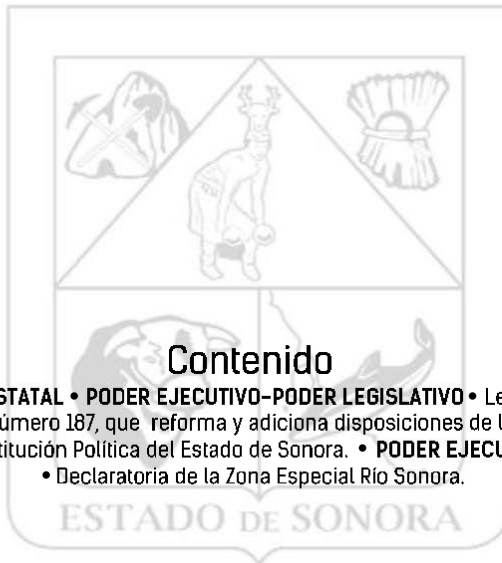 Contenido
STATAL • PODER EJECUTIVO-PODER LEGISLATIVO • Le
úmero 187, que reforma y adiciona disposiciones de l
titución Política del Estado de Sonora. • PODER EJECU
• Declaratoria de la Zona Especial Río Sonora.
ESTADO DE SONORA